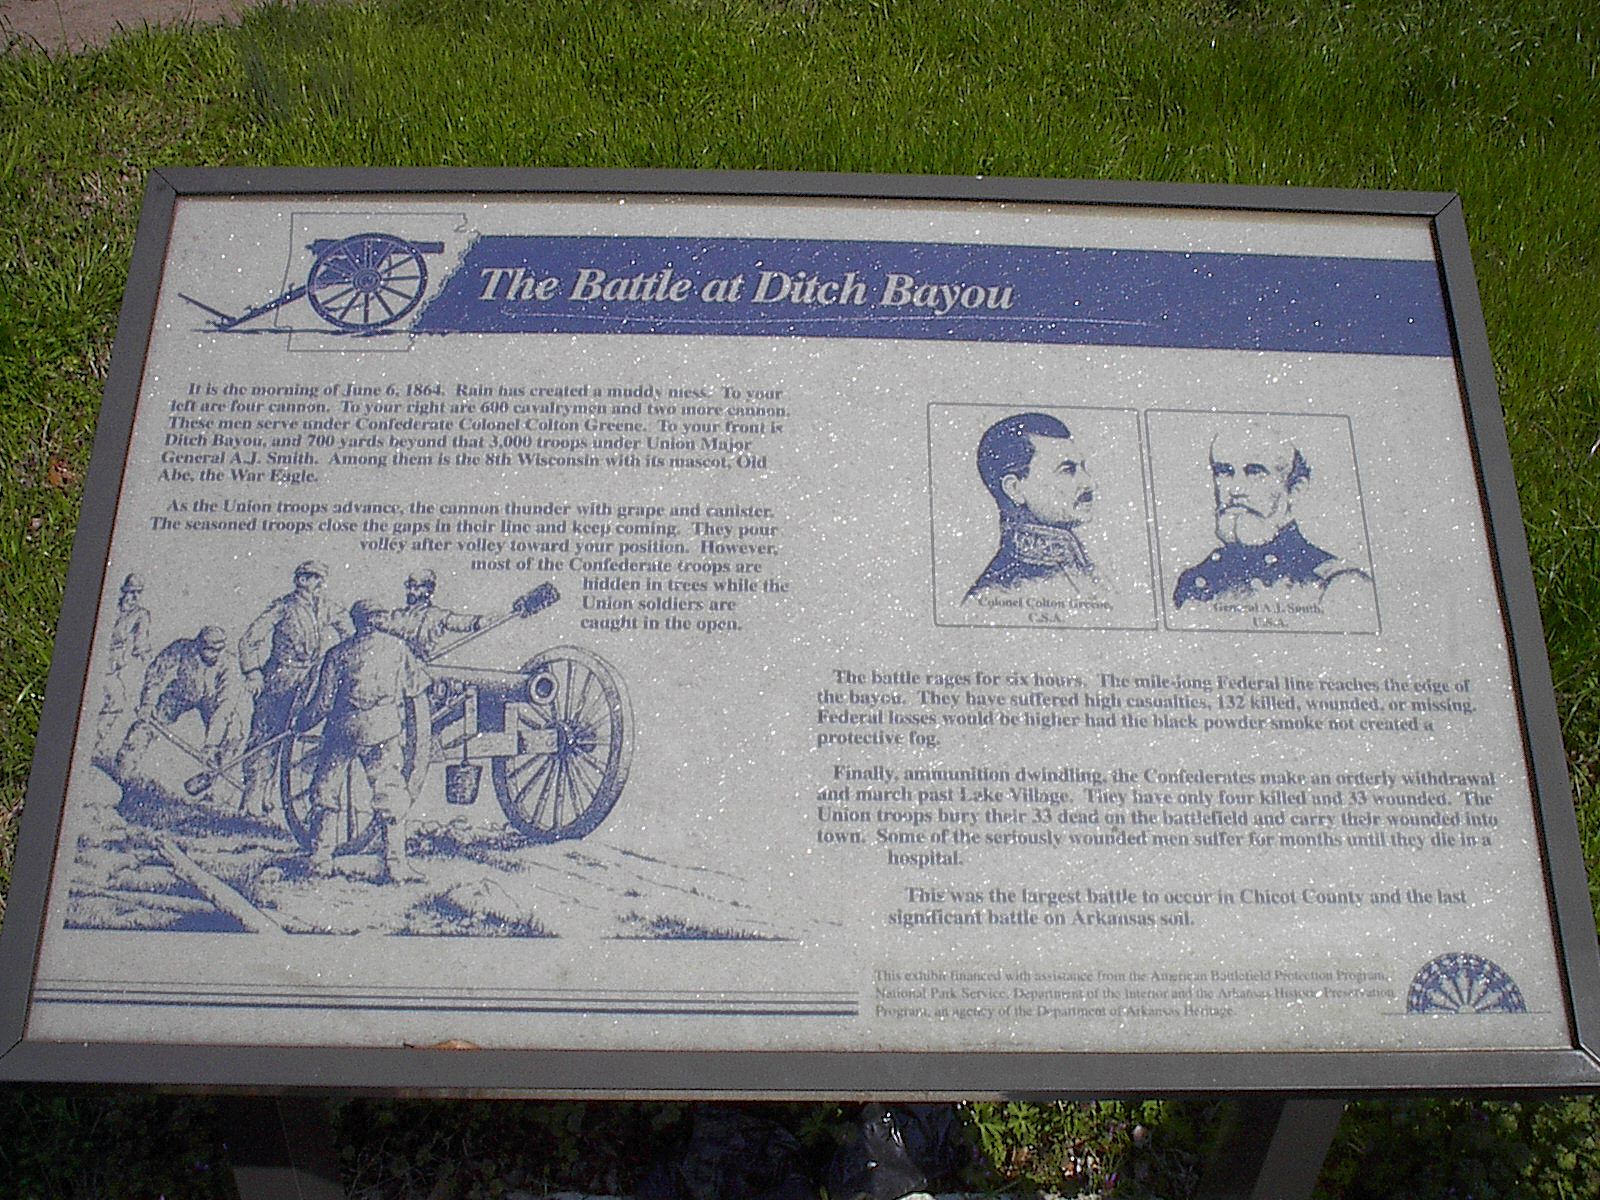 The Battle at Ditch Bayou
It is the morning of June 6, 1864. Rain has created a muddy mess. To your
left are four cannon. To your right are 600 cavalrymen and two more cannon.
These men serve under Confederate Colonel Colton Greene. To your front is
Ditch Bayou, and 700 yards beyond that 3,000 troops under Union Major
General A.J. Smith. Among them is the 8th Wisconsin with its mascot, Old
Abe, the War Eagle.
As the Union troops advance, the cannon thunder with grape and canister.
The seasoned troops close the gaps in their line and keep coming. They pour
volley after volley toward your position. However,
most of the Confederate troops are
hidden in trees while the
Union soldiers are
caught in the open.
Colonel Colton Greene,
C.S.A.
General A.J. Smith,
U.S.A.
The battle rages for six hours. The mile-long Federal line reaches the edge of
the bayou. They have suffered high casualties, 132 killed, wounded, or missing.
Federal losses would be higher had the black powder smoke not created a
protective fog.
Finally, ammunition dwindling, the Confederates make an orderly withdrawal
and march past Lake Village. They have only four killed and 33 wounded. The
Union troops bury their 33 dead on the battlefield and carry their wounded into
town. Some of the seriously wounded men suffer for months until they die in a
hospital.
This was the largest battle to occur in Chicot County and the last
significant battle on Arkansas soil.
This exhibit financed with assistance from the American Battlefield Protection Program,
National Park Service, Department of the Interior and the Arkansas Historic Preservation
Program, an agency of the Department of Arkansas Heritage.